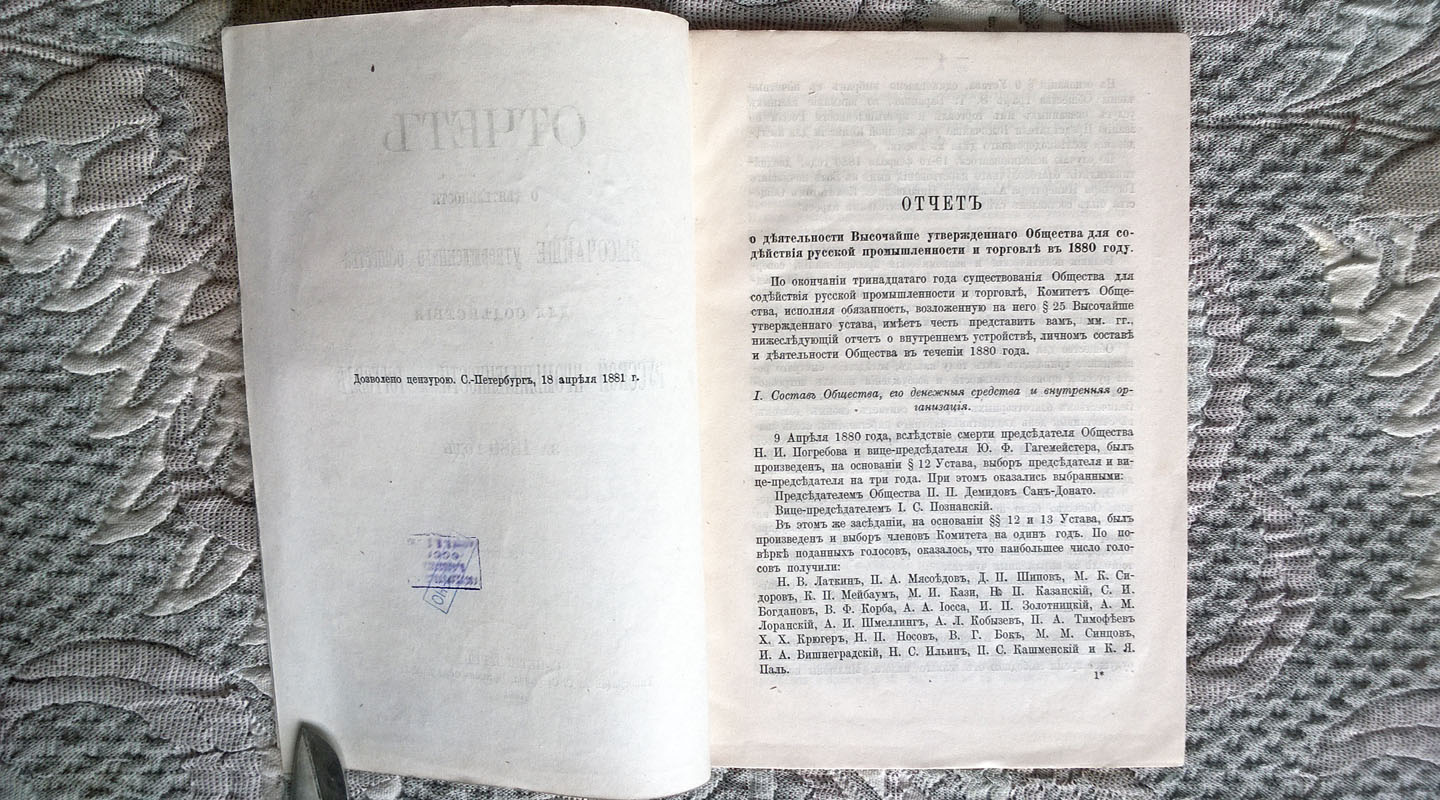 Дозволено цензурою. С.-Петербургъ, 18 апрѣля 1881 г.
ОТЧЕТЪ
о дѣятельности Высочайше утвержденнаго Общества для со-
дѣйствія русской промышленности и торговлѣ въ 1880 году.
По окончаніи тринадцатаго года существованія Общества для
содѣйствія русской промышленности и торговлѣ, Комитетъ Обще-
ства, исполняя обязанность, возложенную на него § 25 Высочайше
утвержденнаго устава, имѣетъ честь представить вамъ, мм. гг.,
нижеслѣдующій отчетъ о внутреннемъ устройствѣ, личномъ составѣ
и дѣятельности Общества въ теченіи 1880 года.
I. Составъ Общества, его денежныя средства и внутренняя ор-
ганизація.
9 Апрѣля 1880 года, вслѣдствіе смерти предсѣдателя Общества
Н. И. Погребова и вице-предсѣдателя Ю. Ф. Гагемейстера, былъ
произведенъ, на основаніи § 12 Устава, выборъ предсѣдателя и ви-
це-предсѣдателя на три года. При этомъ оказались выбранными:
Предсѣдателемъ Общества П. П. Демидовъ Санъ-Донато.
Вице-предсѣдателемъ І. С. Познанскій.
Въ этомъ же засѣданіи, на основаніи §§ 12 и 13 Устава, былъ
произведенъ и выборъ членовъ Комитета на одинъ годъ. По по-
вѣркѣ поданныхъ голосовъ, оказалось, что наибольшее число голо-
совъ получили:
Н. В. Латкинъ, П. А. Мясоѣдовъ, Д. П. Шиповъ, М. К. Си-
доровъ, К. П. Мейбаумъ, М. И. Кази, Н. П. Казанскій, С. И.
Богдановъ, В. Ф. Корба, А. А. Іосса, И. П. Золотницкій, А. М.
Лоранскій, А. И. Шмеллингъ, А. Л. Кобызевъ, П. А. Тимофѣевъ
Х. Х. Крюгеръ, Н. П. Носовъ, В. Г. Бокъ, М. М. Синцовъ,
И. А. Вишнеградскій, Н. С. Ильинъ, П. С. Кашменскій и К. Я.
Паль.
1*